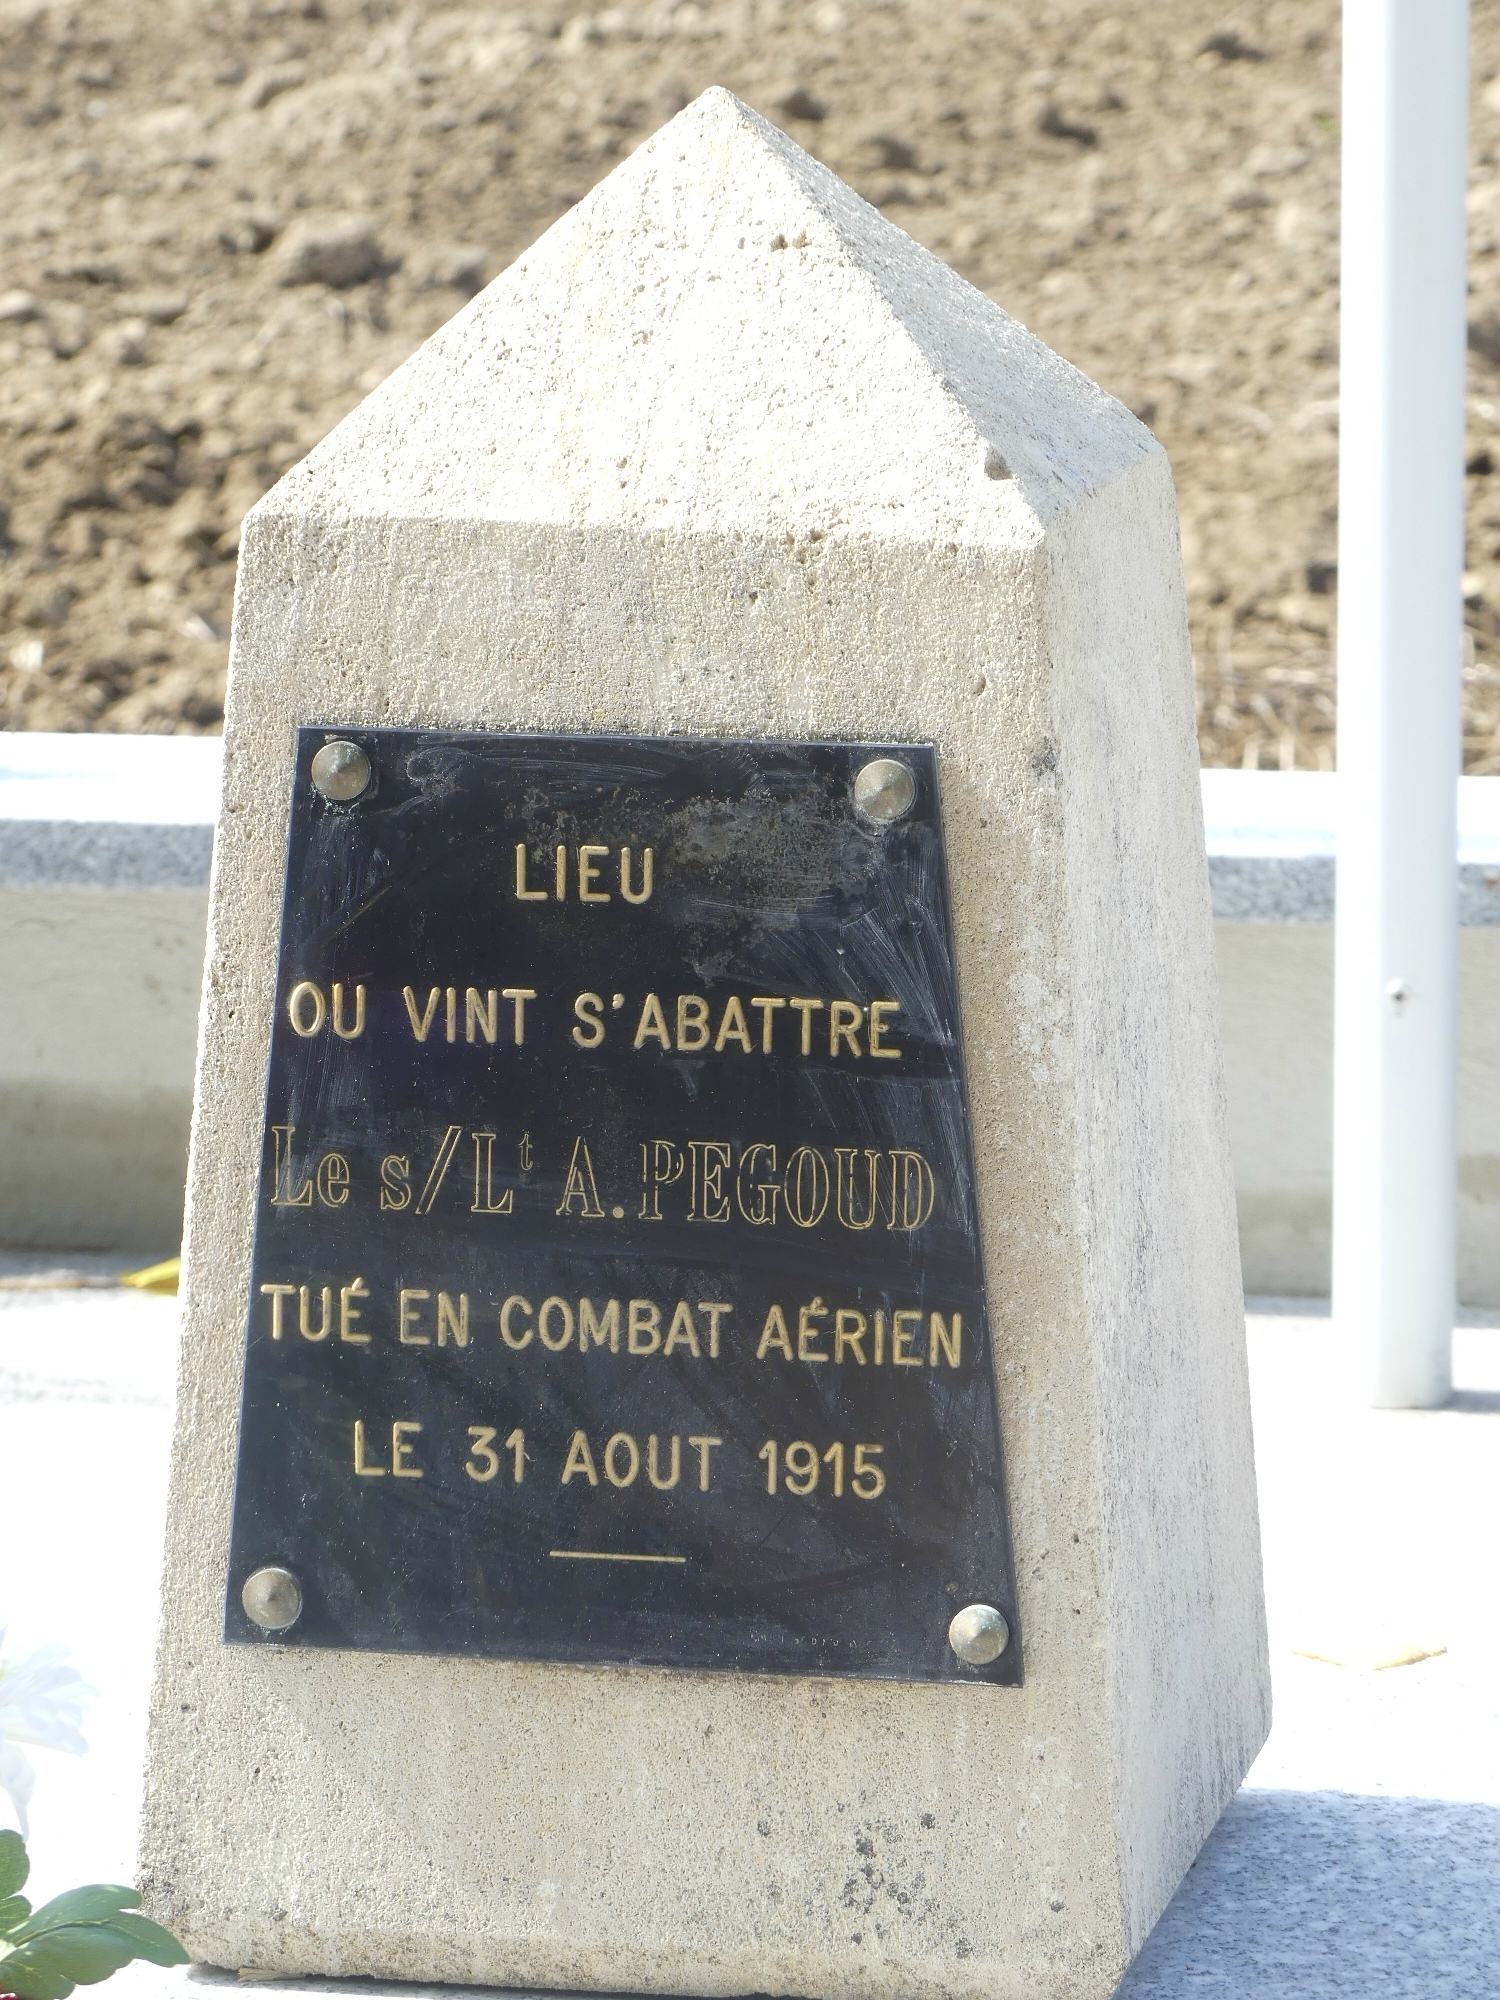 LIEU
OU VINT S'ABATTRE
Le s/Lt A. PEGOUD
TUÉ EN COMBAT AÉRIEN
LE 31 AOUT 1915